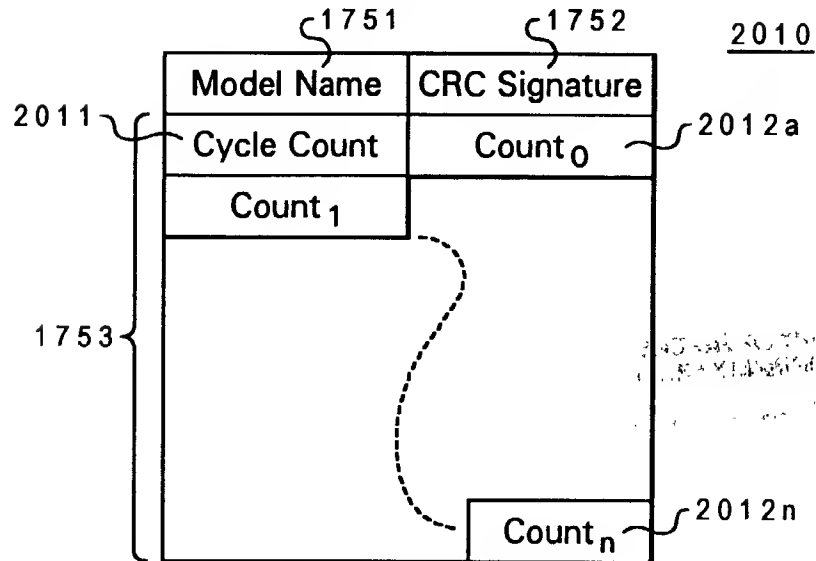 1751 1752 2010
Model Name CRC Signature
2011 Cycle Count Count0 2012a
Count1
1753
Countn 2012n